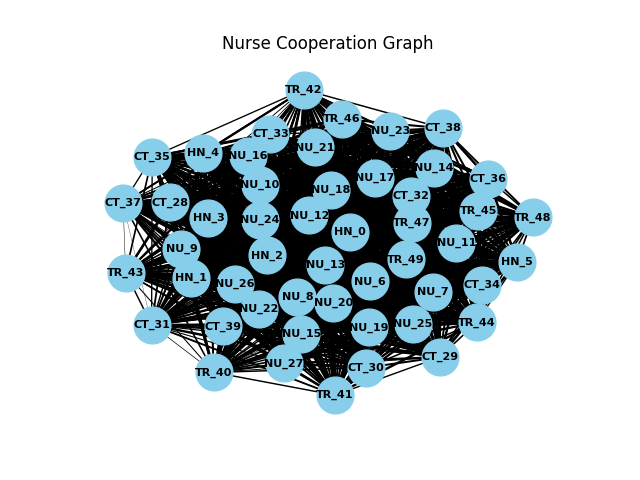 Nurse Cooperation Graph
TR_42
TR_46
CT_38
NU_23
CT_33
NU_21
HN_4
NU_16
CT_35
NU_14
NU_17
CT_36
NU_10
NU_18
CT_32
CT_28
CT_37
TR_45
HN_3
NU_12
TR_48
NU_24
TR_47
HN_0
NU_11
NU_9
HN_2
TR_49
HN_5
NU_13
TR_43
HN_1
NU_6
NU_26
CT_34
NU_7
NU_8
NU_20
NU_22
TR_44
NU_25
CT_31
CT_39
NU_19
NU_15
CT_29
NU_27
CT_30
TR_40
TR_41